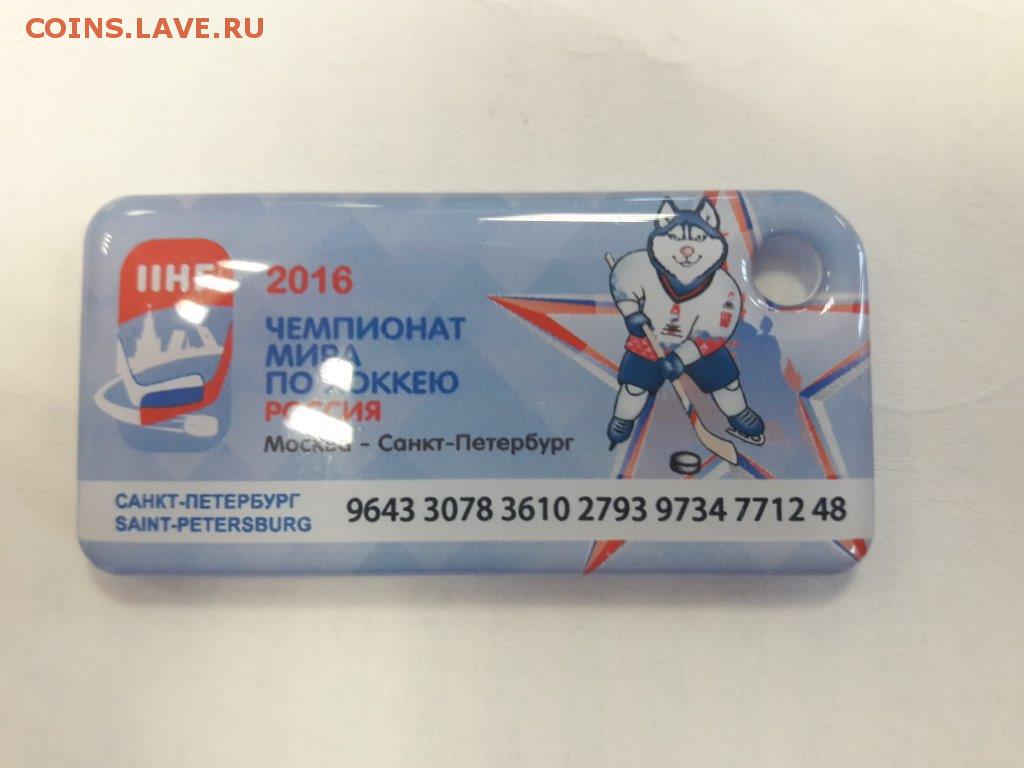 COINS.LAVE.RU
IIHF
2016
ЧЕМПИОНАТ
МИРА
ПО ХОККЕЮ
РОССИЯ
Москва - Санкт-Петербург
САНКТ-ПЕТЕРБУРГ
SAINT-PETERSBURG
9643 3078 3610 2793 9734 7712 48